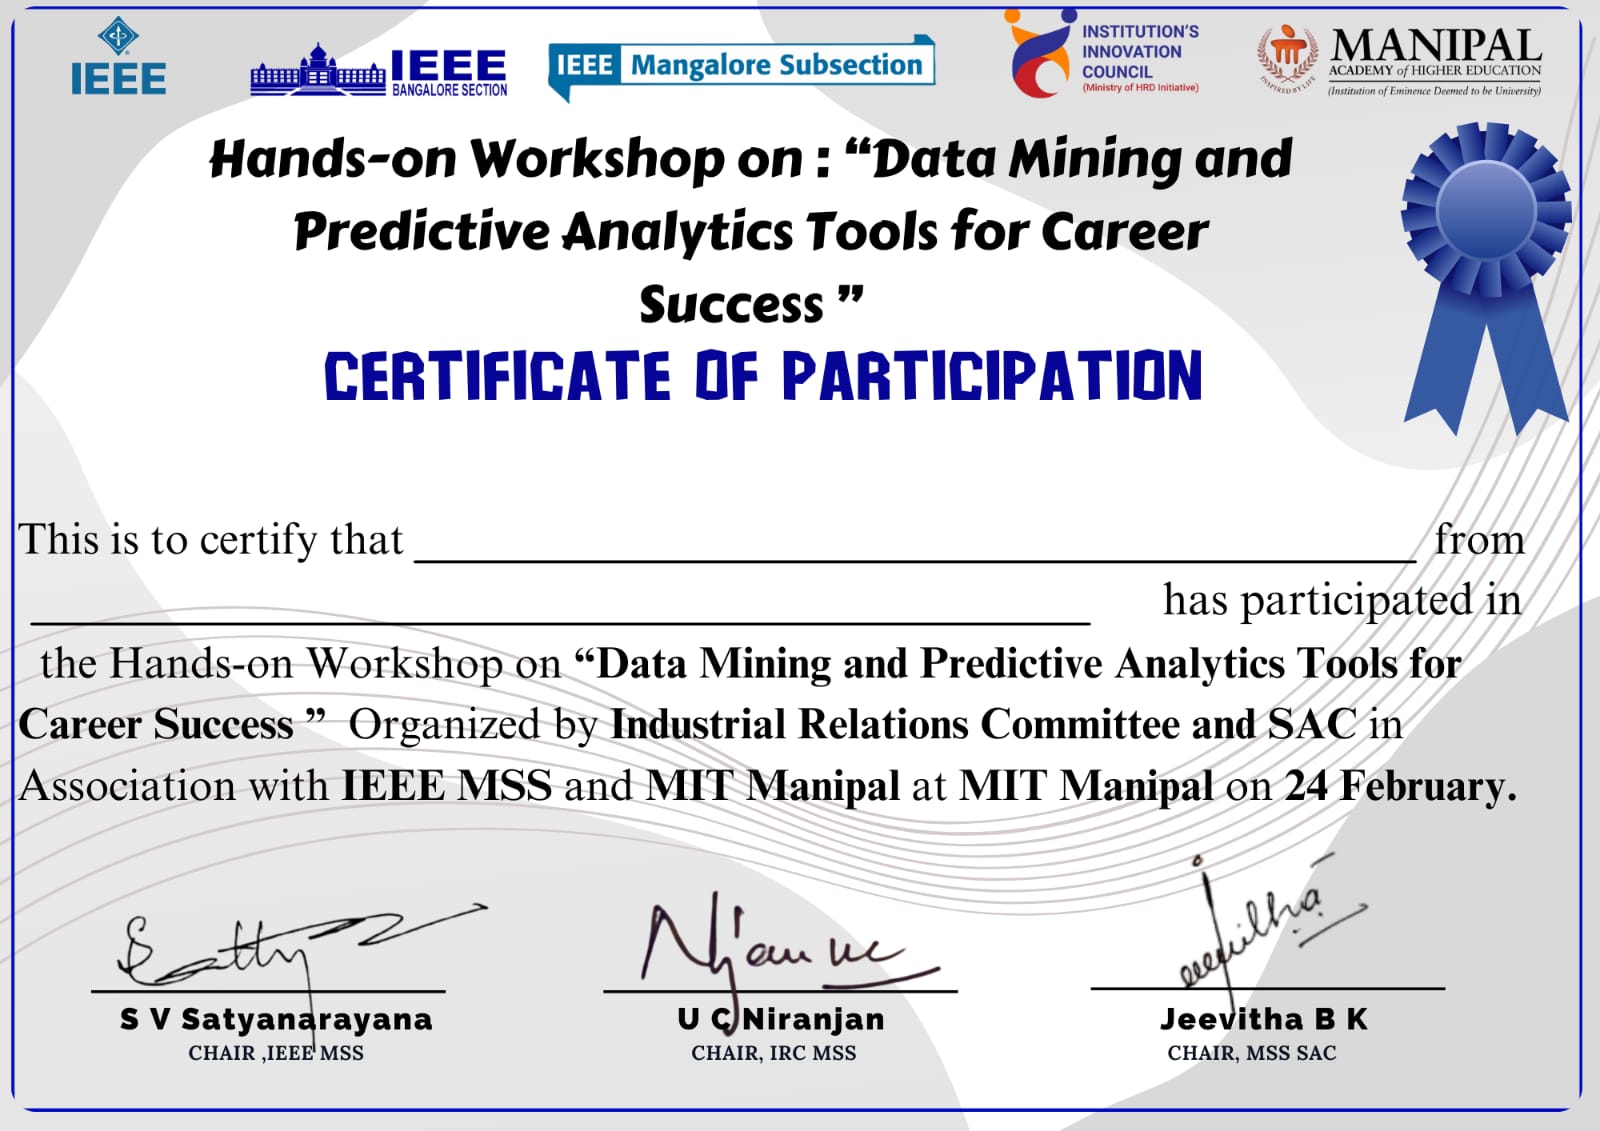 IEEE
IEEE
BANGALORE SECTION
IEEE Mangalore Subsection
INSTITUTION'S
INNOVATION
COUNCIL
(Ministry of HRD Initiative)
INSPIRED BY LIFE
MANIPAL
ACADEMY of HIGHER EDUCATION
(Institution of Eminence Deemed to be University)
Hands-on Workshop on : “Data Mining and
Predictive Analytics Tools for Career
Success ”
CERTIFICATE OF PARTICIPATION
This is to certify that ____ from
____ has participated in
the Hands-on Workshop on “Data Mining and Predictive Analytics Tools for
Career Success ” Organized by Industrial Relations Committee and SAC in
Association with IEEE MSS and MIT Manipal at MIT Manipal on 24 February.
S V Satyanarayana
CHAIR ,IEEE MSS
U C Niranjan
CHAIR, IRC MSS
Jeevitha B K
CHAIR, MSS SAC